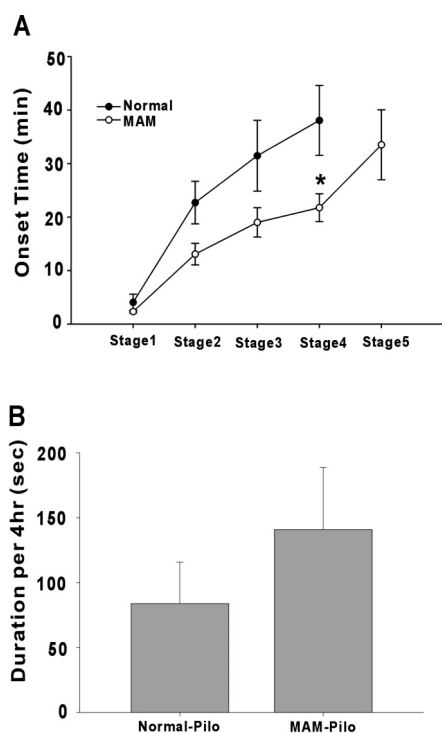 A
Onset Time (min)
50
40
30
20
10
0
Normal
MAM
*
Stage1 Stage2 Stage3 Stage4 Stage5
B
Duration per 4hr (sec)
200
150
100
50
0
Normal-Pilo MAM-Pilo